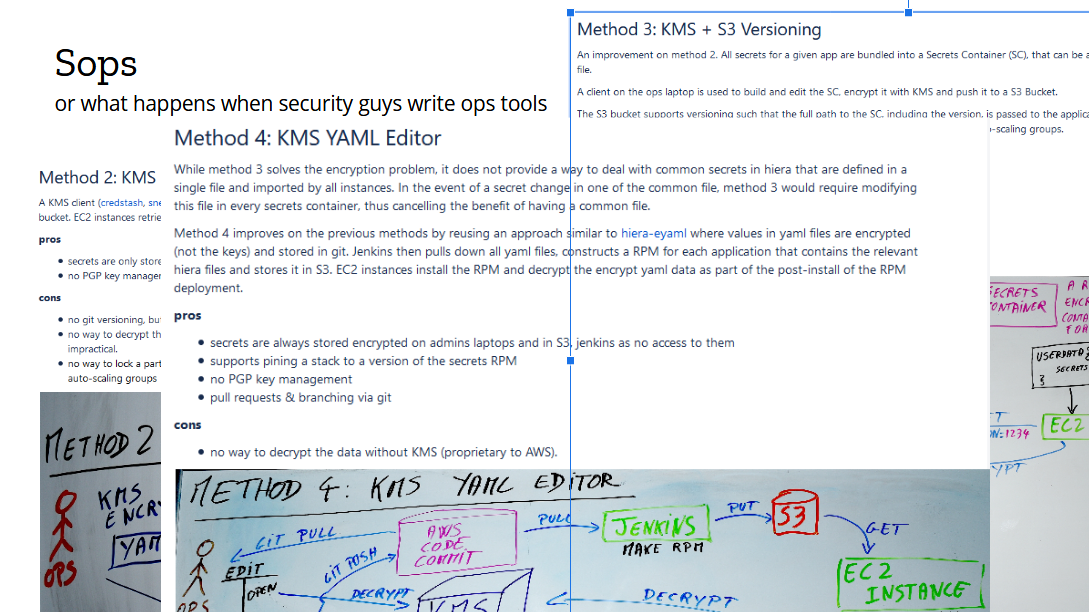 Sops
or what happens when security guys write ops tools
Method 3: KMS + S3 Versioning
An improvement on method 2. All secrets for a given app are bundled into a Secrets Container (SC), that can be a
file.
A client on the ops laptop is used to build and edit the SC, encrypt it with KMS and push it to a S3 Bucket.
The S3 bucket supports versioning such that the full path to the SC, including the version, is passed to the applica
-scaling groups.
Method 2: KMS
A KMS client (credstash, sne
bucket. EC2 instances retrie
pros
secrets are only store
no PGP key manager
cons
no git versioning, bu
no way to decrypt th
impractical.
no way to lock a part
auto-scaling groups
Method 4: KMS YAML Editor
While method 3 solves the encryption problem, it does not provide a way to deal with common secrets in hiera that are defined in a
single file and imported by all instances. In the event of a secret change in one of the common file, method 3 would require modifying
this file in every secrets container, thus cancelling the benefit of having a common file.
Method 4 improves on the previous methods by reusing an approach similar to hiera-eyaml where values in yaml files are encrypted
(not the keys) and stored in git. Jenkins then pulls down all yaml files, constructs a RPM for each application that contains the relevant
hiera files and stores it in S3. EC2 instances install the RPM and decrypt the encrypt yaml data as part of the post-install of the RPM
deployment.
pros
secrets are always stored encrypted on admins laptops and in S3, jenkins as no access to them
supports pining a stack to a version of the secrets RPM
no PGP key management
pull requests & branching via git
cons
no way to decrypt the data without KMS (proprietary to AWS).
METHOD 2
KMS
ENCR
YAM
OPS
METHOD 4: KMS YAML EDITOR
GIT PULL
AWS
CODE
COMMIT
PULL
JENKINS
MAKE RPM
PUT
S3
GET
EC2
INSTANCE
EDIT
OPEN
GIT PUSH
DECRYPT
KMS
DECRYPT
OPS
SECRETS
CONTAINER
A R
ENCR
CONTA
FOR
USERDATA {
SECRETS
}
T
ON=1234
EC2
YPT